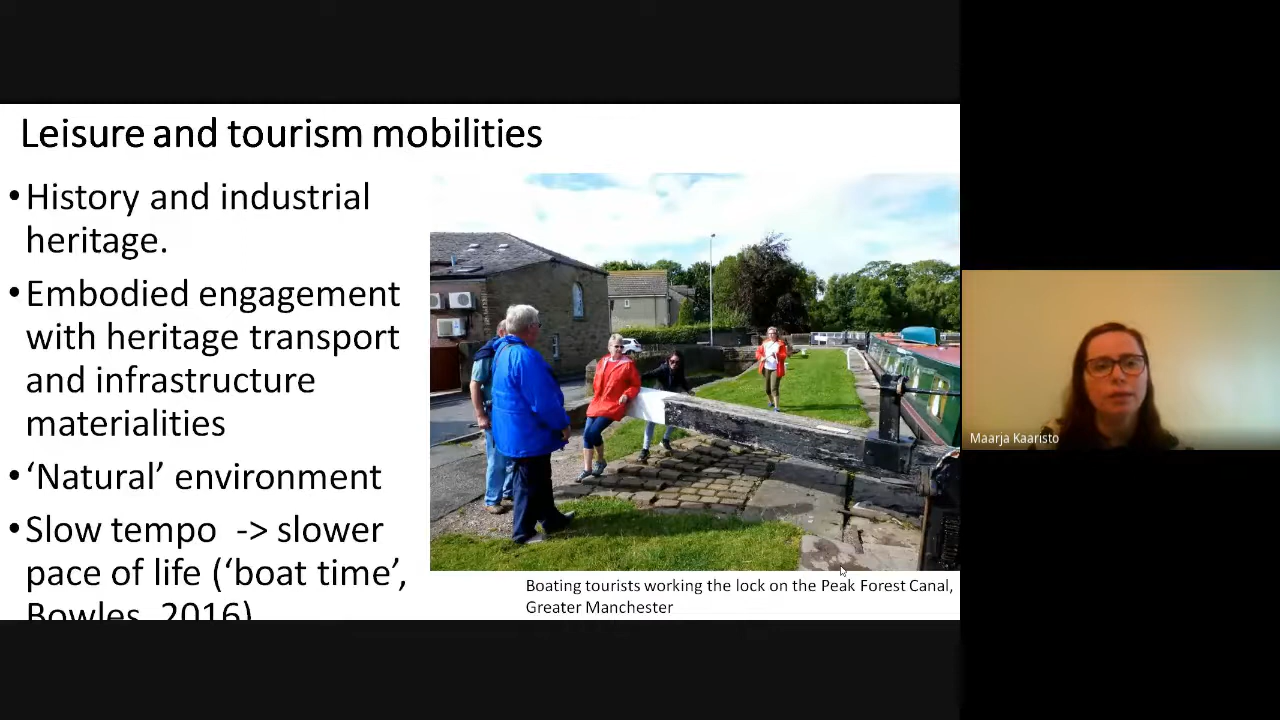 Leisure and tourism mobilities
•History and industrial
heritage.
•Embodied engagement
with heritage transport
and infrastructure
materialities
•‘Natural’ environment
•Slow tempo -> slower
pace of life (‘boat time’,
Bowles, 2016)
Boating tourists working the lock on the Peak Forest Canal,
Greater Manchester
Maarja Kaaristo